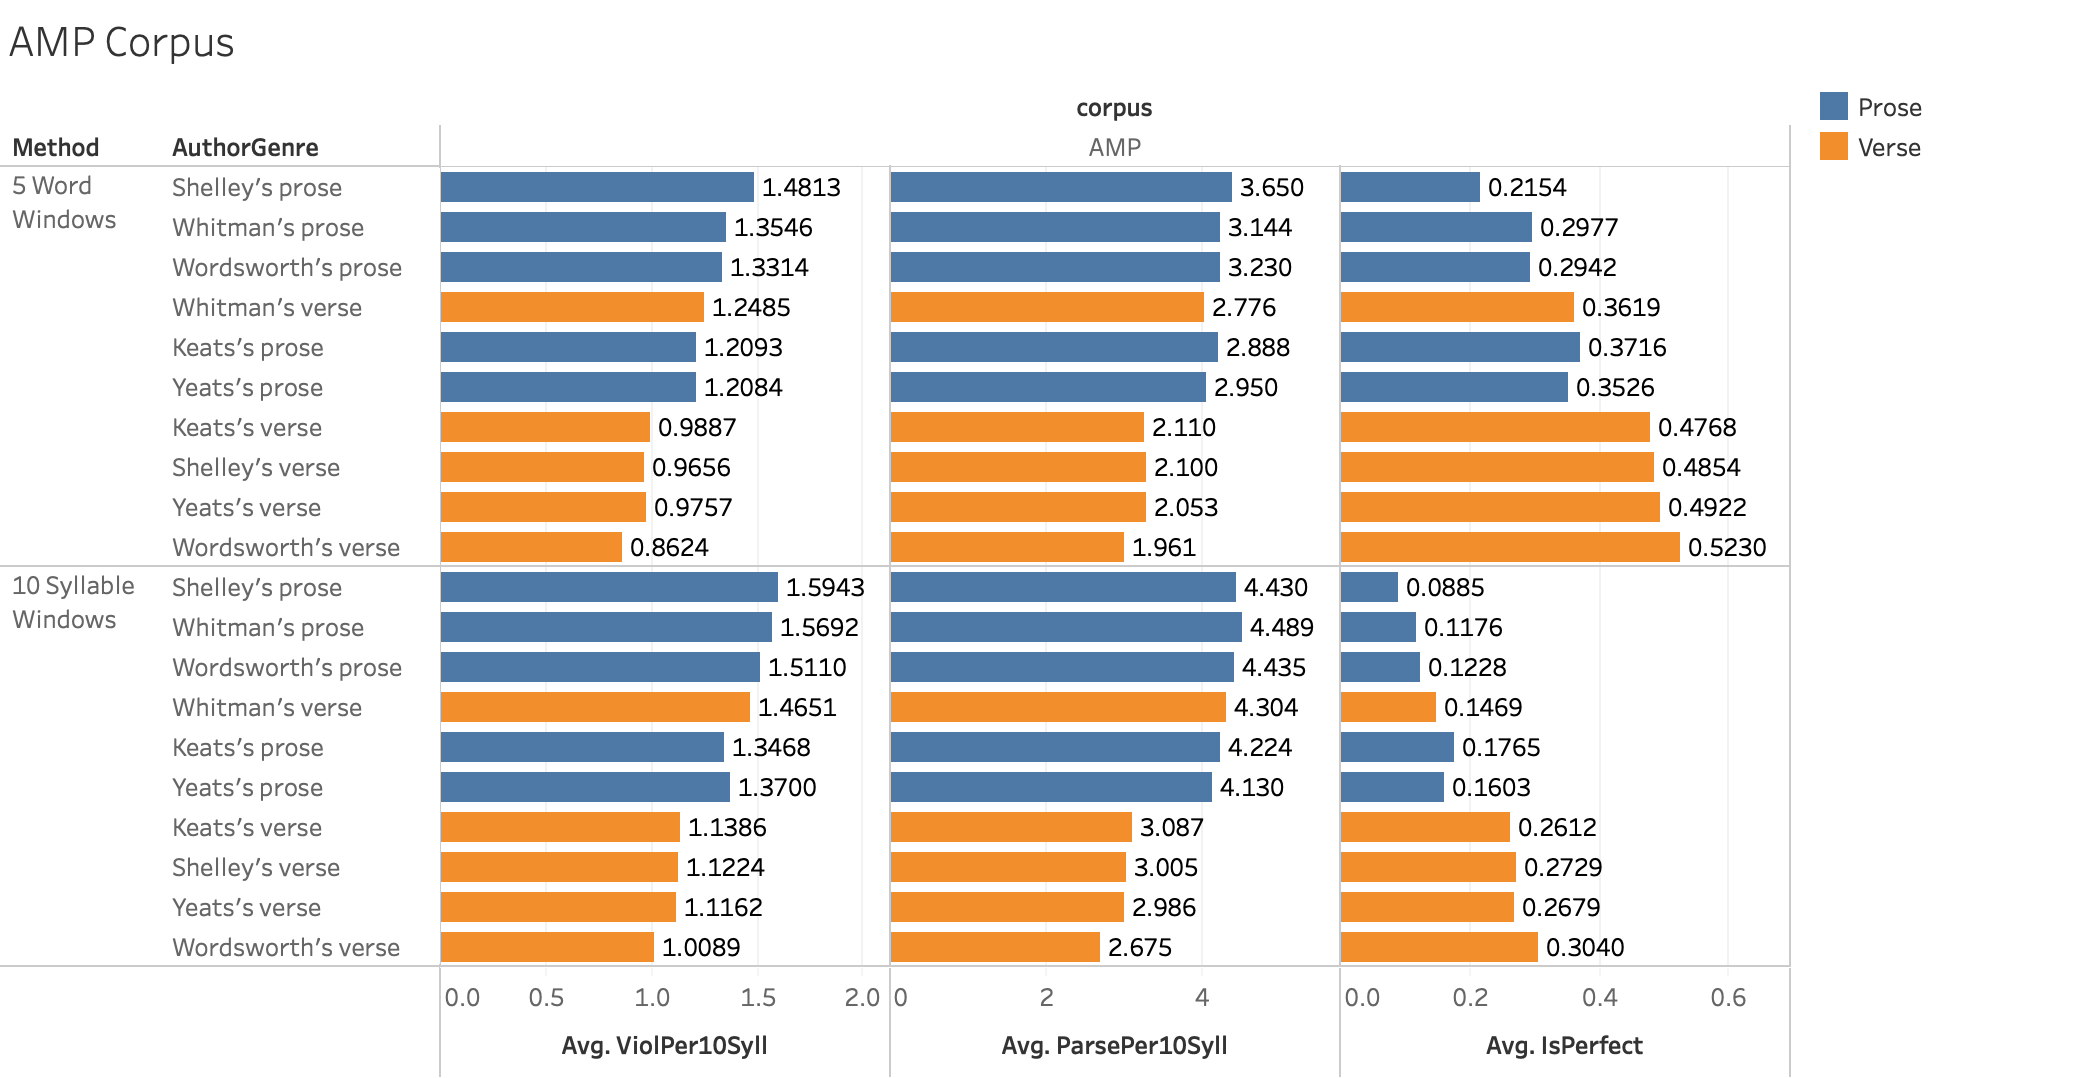 AMP Corpus
corpus
Prose
Method AuthorGenre AMP Verse
5 Word Windows
Shelley’s prose 1.4813 3.650 0.2154
Whitman’s prose 1.3546 3.144 0.2977
Wordsworth’s prose 1.3314 3.230 0.2942
Whitman’s verse 1.2485 2.776 0.3619
Keats’s prose 1.2093 2.888 0.3716
Yeats’s prose 1.2084 2.950 0.3526
Keats’s verse 0.9887 2.110 0.4768
Shelley’s verse 0.9656 2.100 0.4854
Yeats’s verse 0.9757 2.053 0.4922
Wordsworth’s verse 0.8624 1.961 0.5230
10 Syllable Windows
Shelley’s prose 1.5943 4.430 0.0885
Whitman’s prose 1.5692 4.489 0.1176
Wordsworth’s prose 1.5110 4.435 0.1228
Whitman’s verse 1.4651 4.304 0.1469
Keats’s prose 1.3468 4.224 0.1765
Yeats’s prose 1.3700 4.130 0.1603
Keats’s verse 1.1386 3.087 0.2612
Shelley’s verse 1.1224 3.005 0.2729
Yeats’s verse 1.1162 2.986 0.2679
Wordsworth’s verse 1.0089 2.675 0.3040
0.0 0.5 1.0 1.5 2.0 0 2 4 0.0 0.2 0.4 0.6
Avg. ViolPer10Syll Avg. ParsePer10Syll Avg. IsPerfect